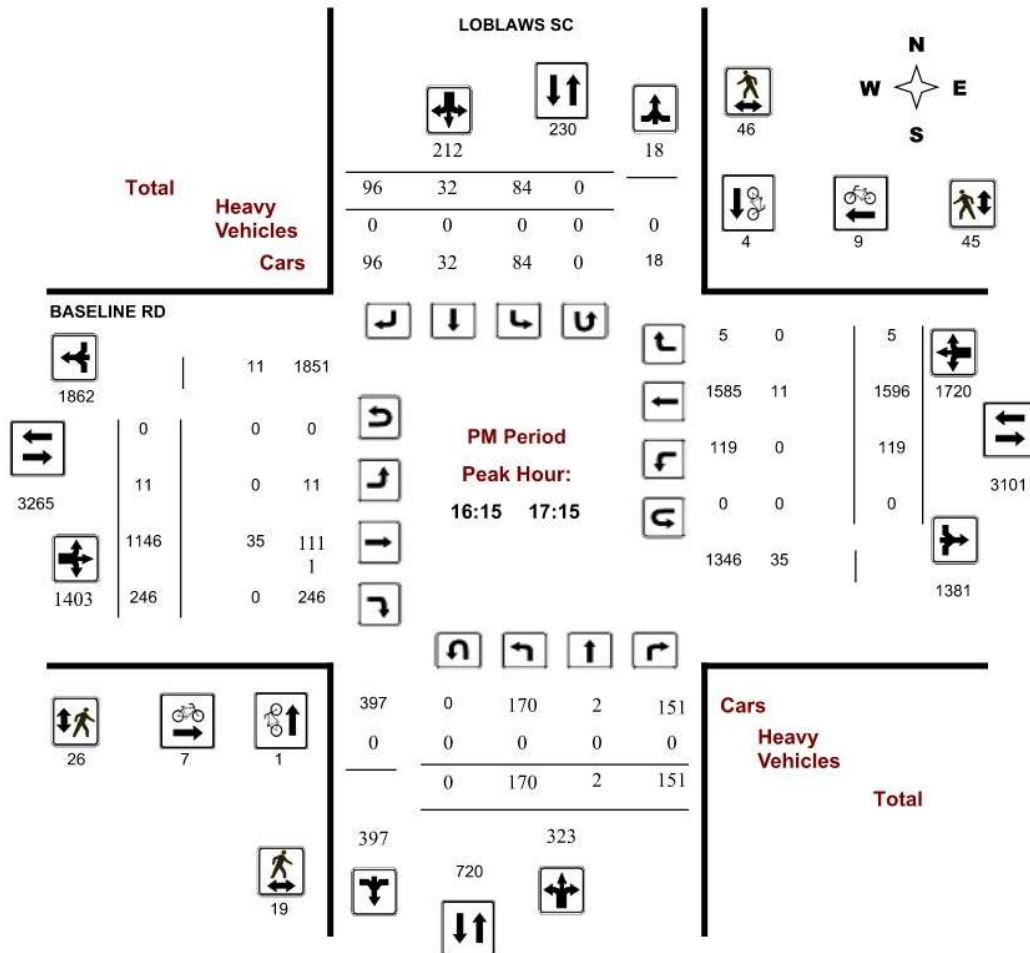 LOBLAWS SC
N
W E
S
230
46
212 18
Total 96 32 84 0
Heavy
Vehicles
0 0 0 0 0
4 9 45
Cars 96 32 84 0 18
BASELINE RD
5 0 5
11 1851
1862
1585 11 1596 1720
0 0 0
PM Period
119 0 119
Peak Hour:
3265
11 0 11
3101
16:15 17:15
0 0 0
1146 35 111
1
1346 35
1403 246 0 246
1381
397 0 170 2 151 Cars
0 0 0 0 0 Heavy
Vehicles
26 7 1
0 170 2 151
Total
397 323
720
19